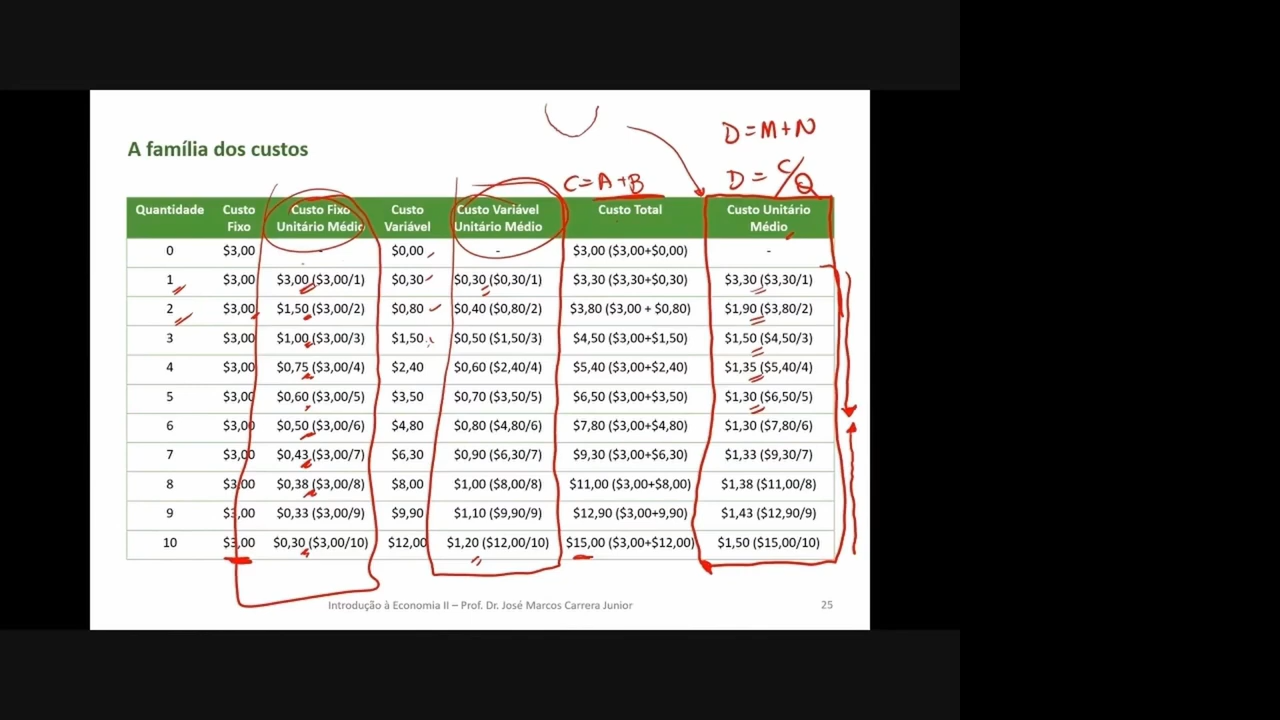 D=M+N
A família dos custos
C=A+B
D=C/Q
Quantidade Custo Fixo Custo Fixo Unitário Médio Custo Variável Custo Variável Unitário Médio Custo Total Custo Unitário Médio
0 $3,00 - $0,00 - $3,00 ($3,00+$0,00) -
1 $3,00 $3,00 ($3,00/1) $0,30 $0,30 ($0,30/1) $3,30 ($3,30+$0,30) $3,30 ($3,30/1)
2 $3,00 $1,50 ($3,00/2) $0,80 $0,40 ($0,80/2) $3,80 ($3,00 + $0,80) $1,90 ($3,80/2)
3 $3,00 $1,00 ($3,00/3) $1,50 $0,50 ($1,50/3) $4,50 ($3,00+$1,50) $1,50 ($4,50/3)
4 $3,00 $0,75 ($3,00/4) $2,40 $0,60 ($2,40/4) $5,40 ($3,00+$2,40) $1,35 ($5,40/4)
5 $3,00 $0,60 ($3,00/5) $3,50 $0,70 ($3,50/5) $6,50 ($3,00+$3,50) $1,30 ($6,50/5)
6 $3,00 $0,50 ($3,00/6) $4,80 $0,80 ($4,80/6) $7,80 ($3,00+$4,80) $1,30 ($7,80/6)
7 $3,00 $0,43 ($3,00/7) $6,30 $0,90 ($6,30/7) $9,30 ($3,00+$6,30) $1,33 ($9,30/7)
8 $3,00 $0,38 ($3,00/8) $8,00 $1,00 ($8,00/8) $11,00 ($3,00+$8,00) $1,38 ($11,00/8)
9 $3,00 $0,33 ($3,00/9) $9,90 $1,10 ($9,90/9) $12,90 ($3,00+9,90) $1,43 ($12,90/9)
10 $3,00 $0,30 ($3,00/10) $12,00 $1,20 ($12,00/10) $15,00 ($3,00+$12,00) $1,50 ($15,00/10)
Introdução à Economia II – Prof. Dr. José Marcos Carrera Junior 25